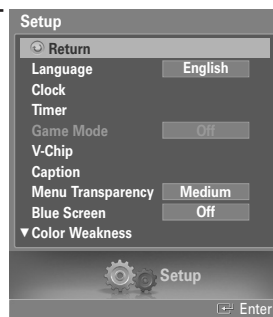 Setup
Return
Language English
Clock
Timer
Game Mode Off
V-Chip
Caption
Menu Transparency Medium
Blue Screen Off
▼ Color Weakness
Setup
Enter